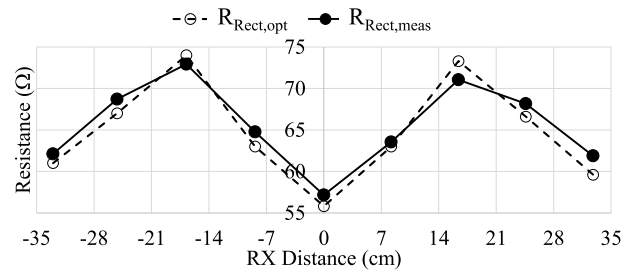 R_Rect,opt R_Rect,meas
75
70
65
60
55
Resistance (Ω)
-35 -28 -21 -14 -7 0 7 14 21 28 35
RX Distance (cm)